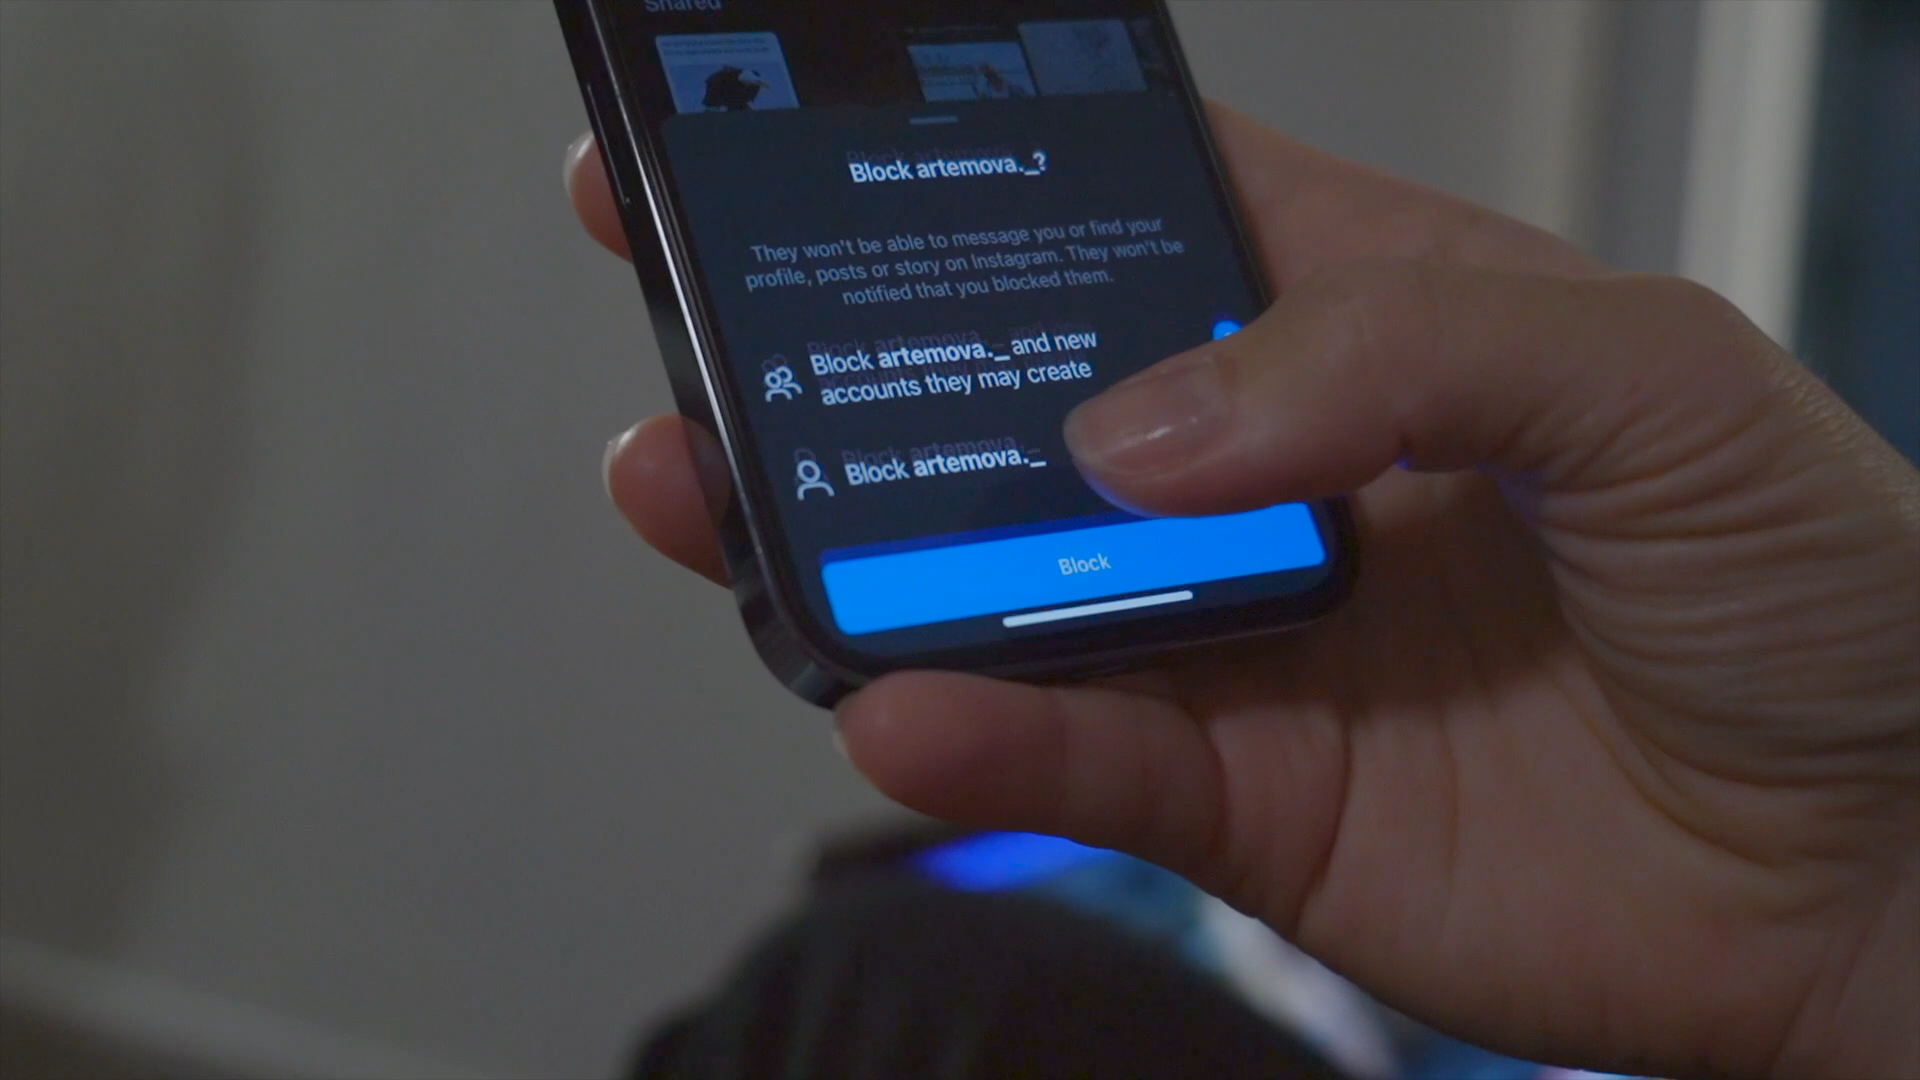 Shared
Block artemova._?
They won't be able to message you or find your
profile, posts or story on Instagram. They won't be
notified that you blocked them.
Block artemova._ and new
accounts they may create
Block artemova._
Block